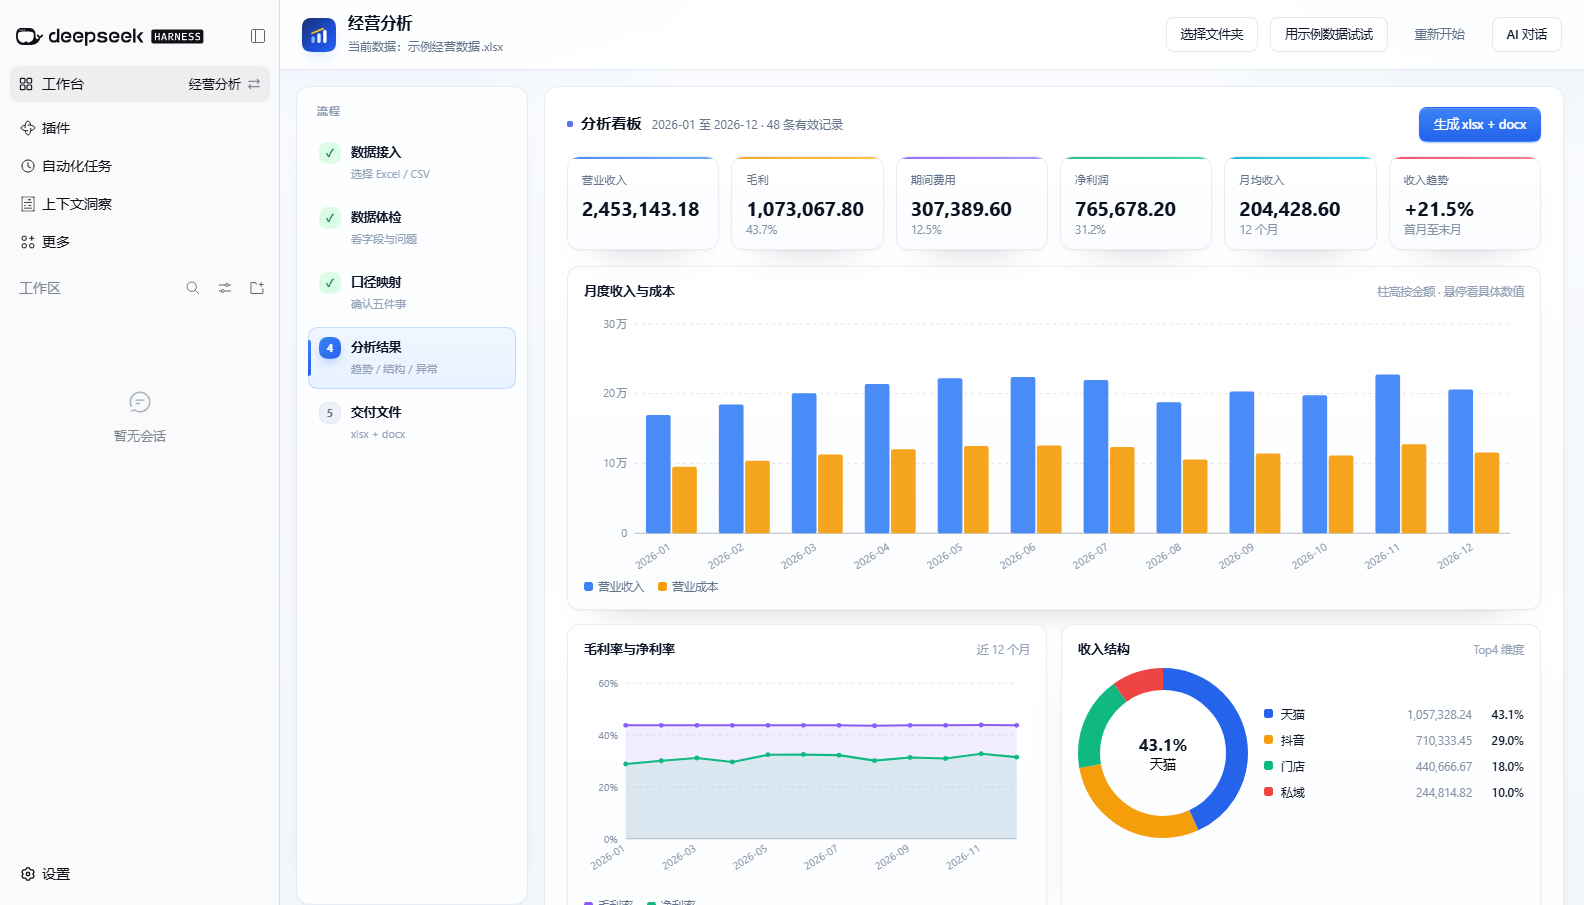 deepseek HARNESS
工作台 经营分析
插件
自动化任务
上下文洞察
更多
工作区
暂无会话
设置
经营分析
当前数据：示例经营数据.xlsx
选择文件夹 用示例数据试试 重新开始 AI 对话
流程
数据接入
选择 Excel / CSV
数据体检
看字段与问题
口径映射
确认五件事
4 分析结果
趋势 / 结构 / 异常
5 交付文件
xlsx + docx
分析看板 2026-01 至 2026-12 · 48 条有效记录 生成 xlsx + docx
营业收入
2,453,143.18
毛利
1,073,067.80
43.7%
期间费用
307,389.60
12.5%
净利润
765,678.20
31.2%
月均收入
204,428.60
12 个月
收入趋势
+21.5%
首月至末月
月度收入与成本 柱高按金额 · 悬停看具体数值
30万
20万
10万
0
2026-01 2026-02 2026-03 2026-04 2026-05 2026-06 2026-07 2026-08 2026-09 2026-10 2026-11 2026-12
营业收入 营业成本
毛利率与净利率 近 12 个月
60%
40%
20%
0%
2026-01 2026-03 2026-05 2026-07 2026-09 2026-11
毛利率 净利率
收入结构 Top4 维度
43.1%
天猫
天猫 1,057,328.24 43.1%
抖音 710,333.45 29.0%
门店 440,666.67 18.0%
私域 244,814.82 10.0%